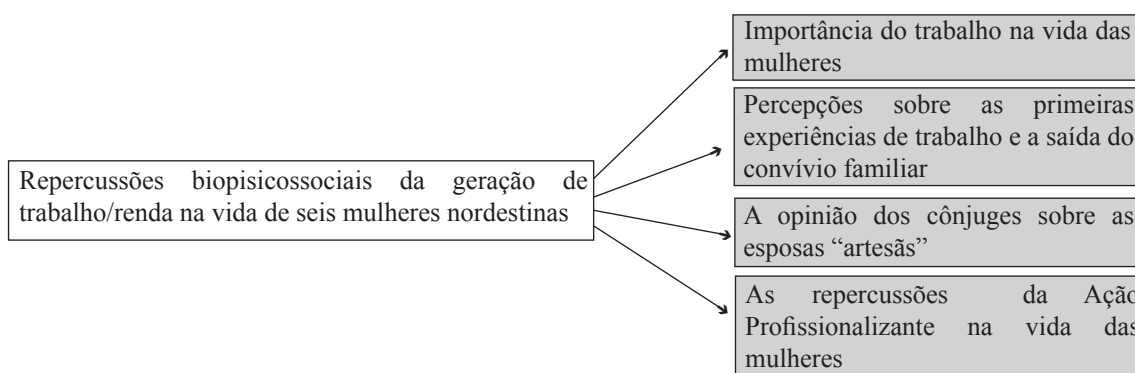 Repercussões biopisicossociais da geração de
trabalho/renda na vida de seis mulheres nordestinas
Importância do trabalho na vida das
mulheres
Percepções sobre as primeiras
experiências de trabalho e a saída do
convívio familiar
A opinião dos cônjuges sobre as
esposas “artesãs”
As repercussões da Ação
Profissionalizante na vida das
mulheres